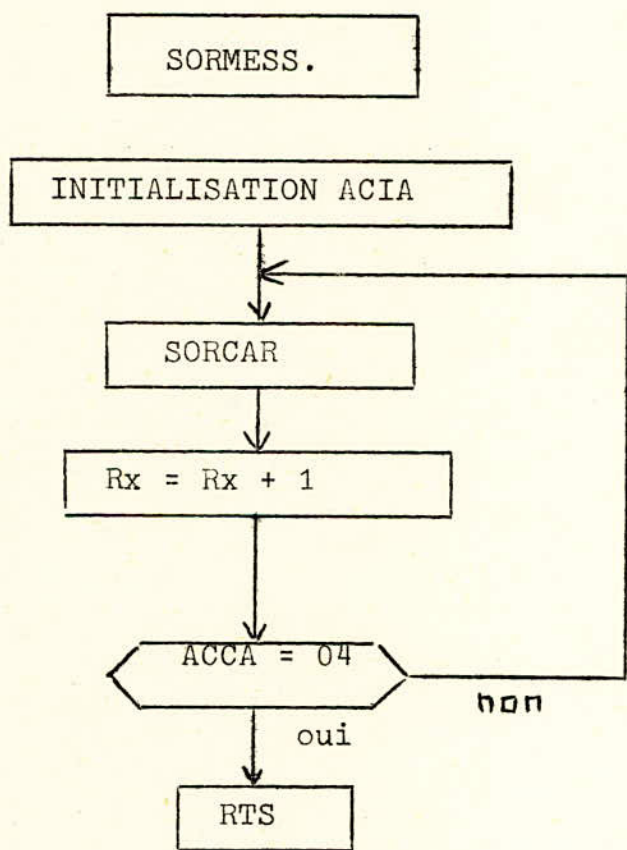 SORMESS.
INITIALISATION ACIA
SORCAR
Rx = Rx + 1
ACCA = 04
non
oui
RTS